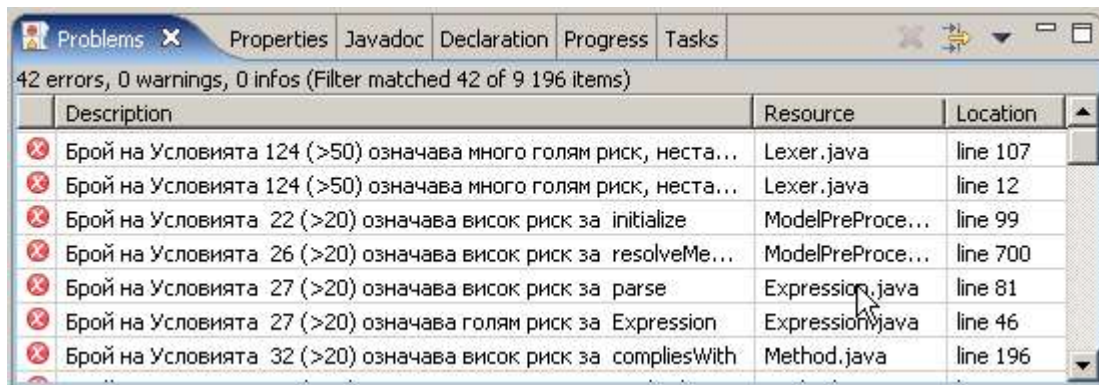 Problems Properties Javadoc Declaration Progress Tasks
42 errors, 0 warnings, 0 infos (Filter matched 42 of 9 196 items)
Description Resource Location
Брой на Условията 124 (>50) означава много голям риск, неста... Lexer.java line 107
Брой на Условията 124 (>50) означава много голям риск, неста... Lexer.java line 12
Брой на Условията 22 (>20) означава висок риск за initialize ModelPreProce... line 99
Брой на Условията 26 (>20) означава висок риск за resolveMe... ModelPreProce... line 700
Брой на Условията 27 (>20) означава висок риск за parse Expression.java line 81
Брой на Условията 27 (>20) означава голям риск за Expression Expression.java line 46
Брой на Условията 32 (>20) означава висок риск за compliesWith Method.java line 196